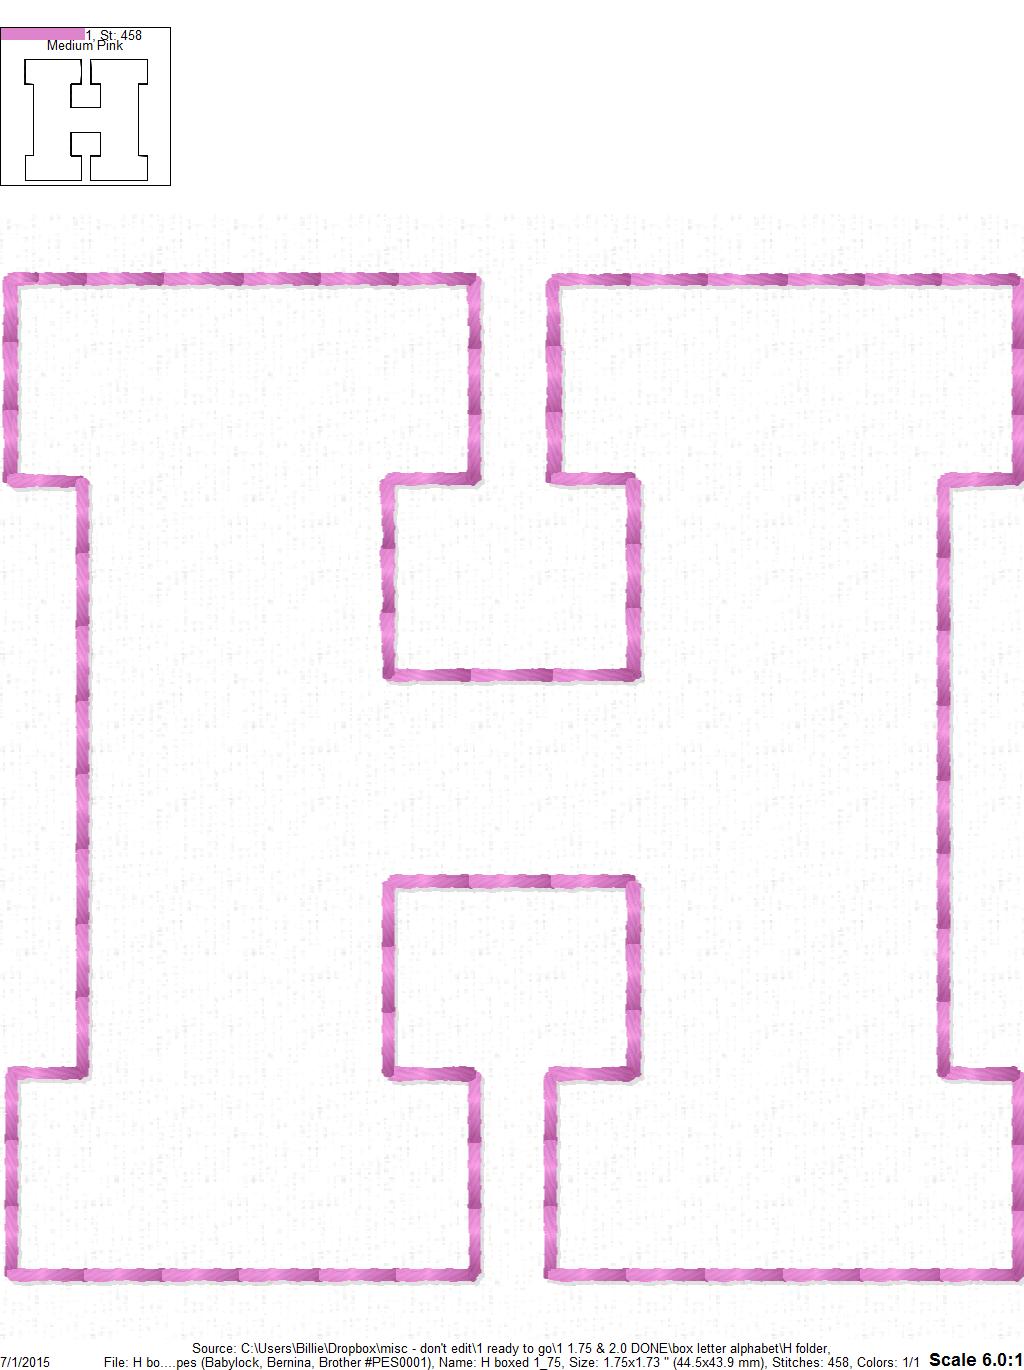 1, St: 458
Medium Pink
H
Source: C:\Users\Billie\Dropbox\misc - don't edit\1 ready to go\1 1.75 & 2.0 DONE\box letter alphabet\H folder,
7/1/2015 File: H bo....pes (Babylock, Bernina, Brother #PES0001), Name: H boxed 1_75, Size: 1.75x1.73 " (44.5x43.9 mm), Stitches: 458, Colors: 1/1 Scale 6.0:1